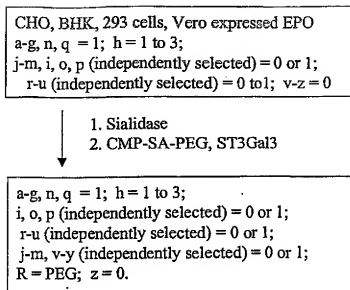 CHO, BHK, 293 cells, Vero expressed EPO
a-g, n, q = 1; h = 1 to 3;
j-m, i, o, p (independently selected) = 0 or 1;
r-u (independently selected) = 0 to1; v-z = 0
1. Sialidase
2. CMP-SA-PEG, ST3Gal3
a-g, n, q = 1; h = 1 to 3;
i, o, p (independently selected) = 0 or 1;
r-u (independently selected) = 0 or 1;
j-m, v-y (independently selected) = 0 or 1;
R = PEG; z = 0.